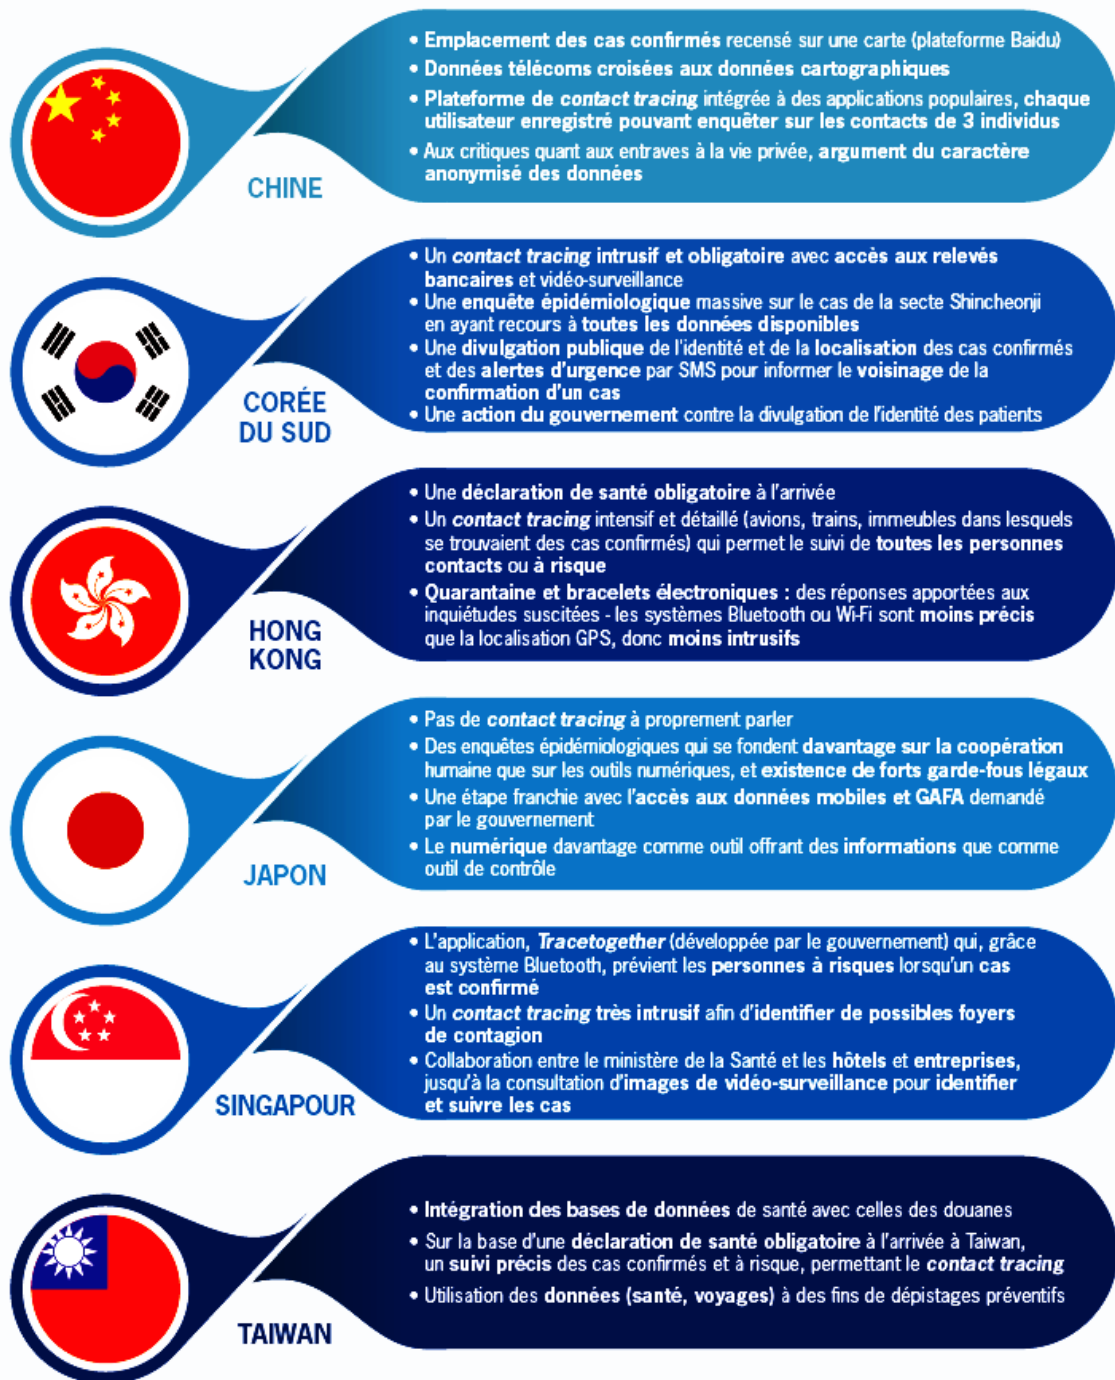 • Emplacement des cas confirmés recensé sur une carte (plateforme Baidu)
• Données télécoms croisées aux données cartographiques
• Plateforme de contact tracing intégrée à des applications populaires, chaque
utilisateur enregistré pouvant enquêter sur les contacts de 3 individus
• Aux critiques quant aux entraves à la vie privée, argument du caractère
anonymisé des données
CHINE
• Un contact tracing intrusif et obligatoire avec accès aux relevés
bancaires et vidéo-surveillance
• Une enquête épidémiologique massive sur le cas de la secte Shincheonji
en ayant recours à toutes les données disponibles
• Une divulgation publique de l'identité et de la localisation des cas confirmés
et des alertes d'urgence par SMS pour informer le voisinage de la
confirmation d'un cas
• Une action du gouvernement contre la divulgation de l'identité des patients
CORÉE
DU SUD
• Une déclaration de santé obligatoire à l'arrivée
• Un contact tracing intensif et détaillé (avions, trains, immeubles dans lesquels
se trouvaient des cas confirmés) qui permet le suivi de toutes les personnes
contacts ou à risque
• Quarantaine et bracelets électroniques : des réponses apportées aux
inquiétudes suscitées - les systèmes Bluetooth ou Wi-Fi sont moins précis
que la localisation GPS, donc moins intrusifs
HONG
KONG
• Pas de contact tracing à proprement parler
• Des enquêtes épidémiologiques qui se fondent davantage sur la coopération
humaine que sur les outils numériques, et existence de forts garde-fous légaux
• Une étape franchie avec l'accès aux données mobiles et GAFA demandé
par le gouvernement
• Le numérique davantage comme outil offrant des informations que comme
outil de contrôle
JAPON
• L'application, Tracetogether (développée par le gouvernement) qui, grâce
au système Bluetooth, prévient les personnes à risques lorsqu'un cas
est confirmé
• Un contact tracing très intrusif afin d'identifier de possibles foyers
de contagion
• Collaboration entre le ministère de la Santé et les hôtels et entreprises,
jusqu'à la consultation d'images de vidéo-surveillance pour identifier
et suivre les cas
SINGAPOUR
• Intégration des bases de données de santé avec celles des douanes
• Sur la base d'une déclaration de santé obligatoire à l'arrivée à Taiwan,
un suivi précis des cas confirmés et à risque, permettant le contact tracing
• Utilisation des données (santé, voyages) à des fins de dépistages préventifs
TAIWAN